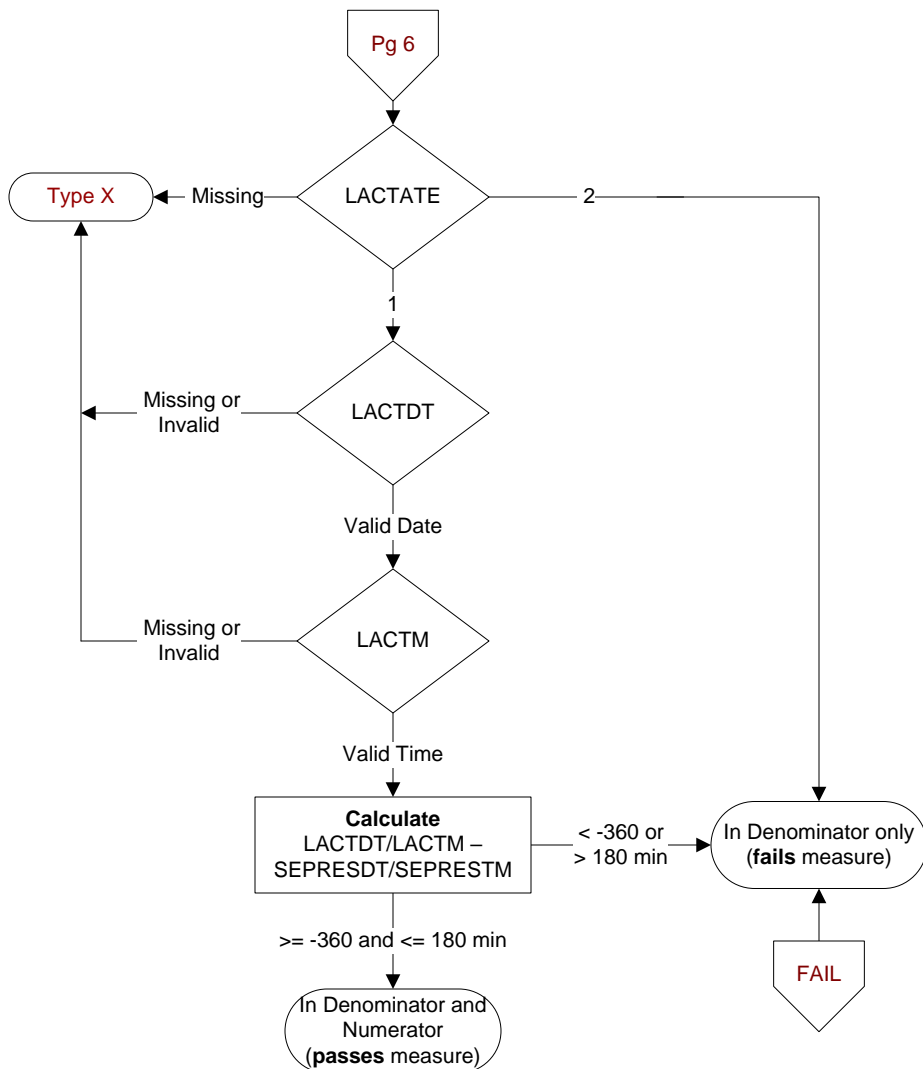 Pg 6
Type X
Missing
LACTATE
2
1
Missing or
Invalid
LACTDT
Valid Date
Missing or
Invalid
LACTM
Valid Time
Calculate
LACTDT/LACTM –
SEPRESDT/SEPRESTM
< -360 or
> 180 min
In Denominator only
(fails measure)
>= -360 and <= 180 min
FAIL
In Denominator and
Numerator
(passes measure)